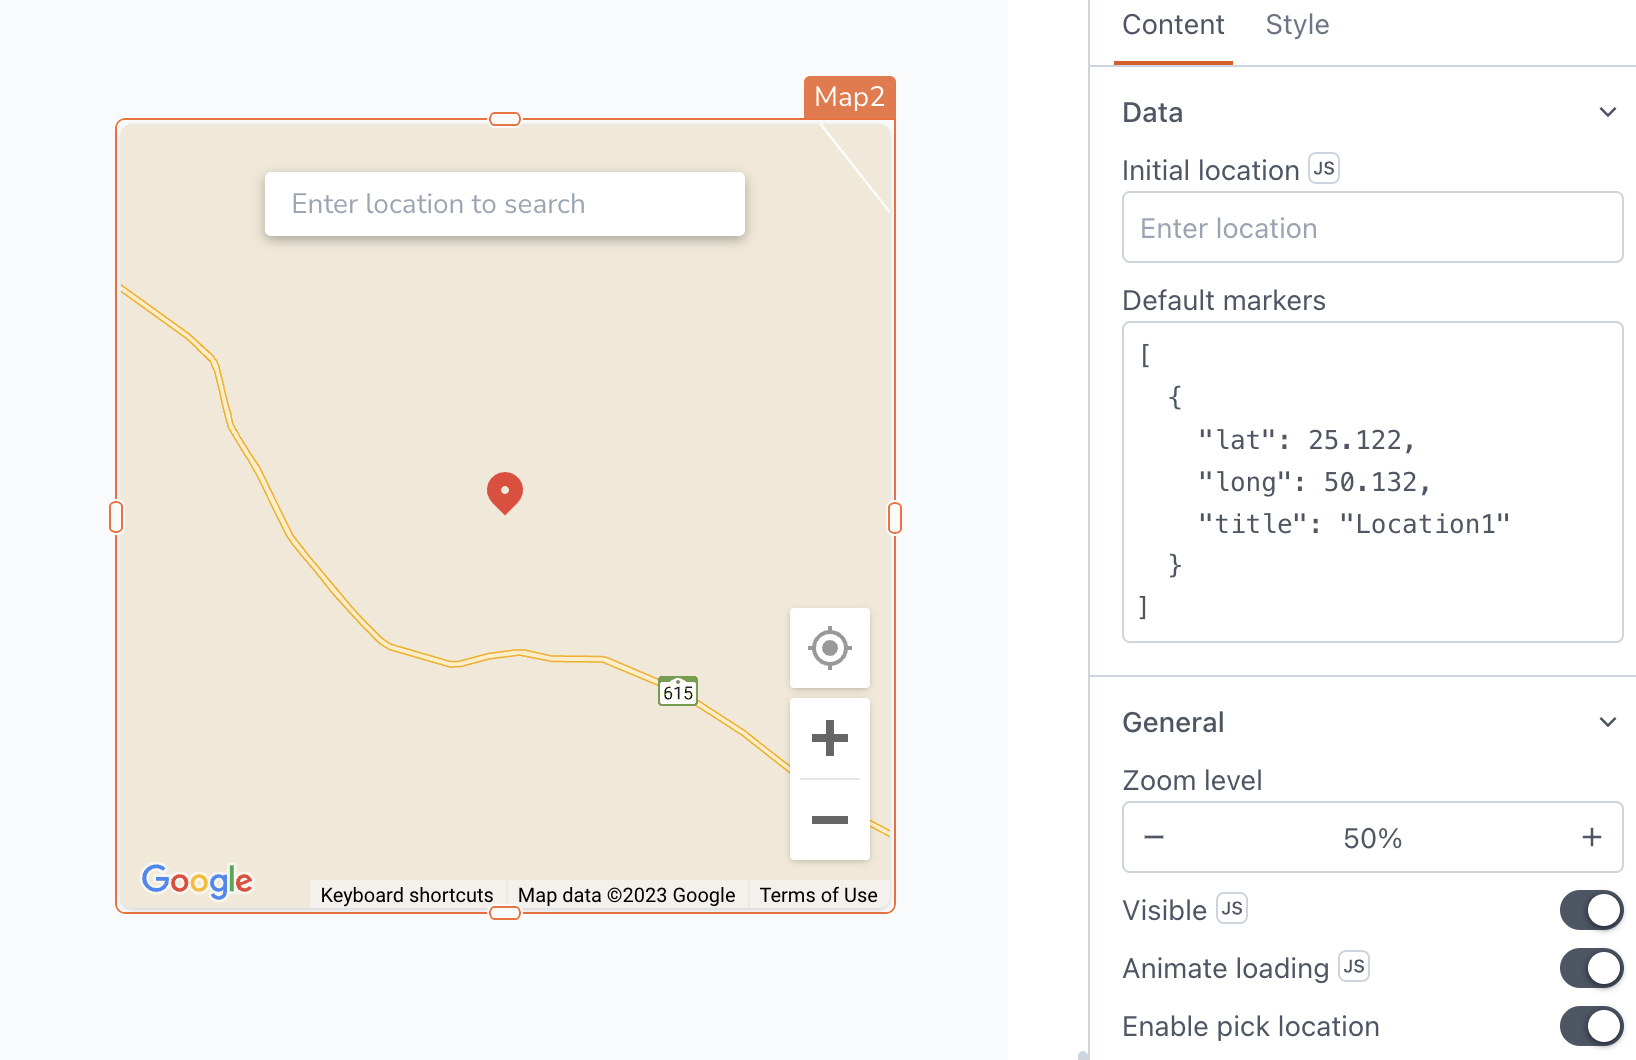 Map2
Enter location to search
615
Google
Keyboard shortcuts
Map data ©2023 Google
Terms of Use
Content
Style
Data
Initial location JS
Enter location
Default markers
[
{
"lat": 25.122,
"long": 50.132,
"title": "Location1"
}
]
General
Zoom level
50%
Visible JS
Animate loading JS
Enable pick location